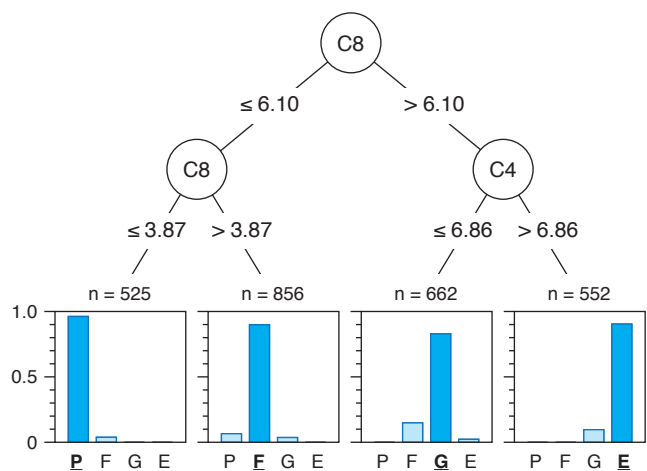 C8
≤ 6.10 > 6.10
C8 C4
≤ 3.87 > 3.87 ≤ 6.86 > 6.86
n = 525 n = 856 n = 662 n = 552
1.0
0.5
0
P F G E P F G E P F G E P F G E